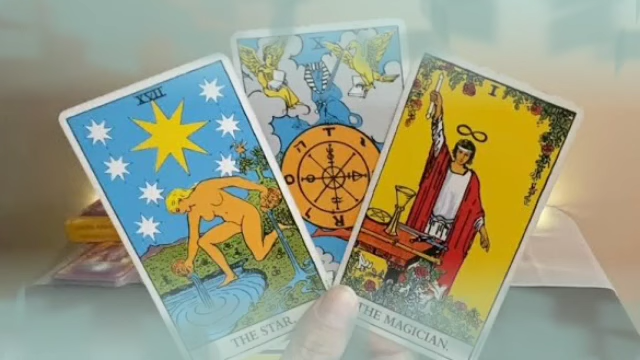 XVII
THE STAR.
X
T
A
R
O
I
THE MAGICIAN.